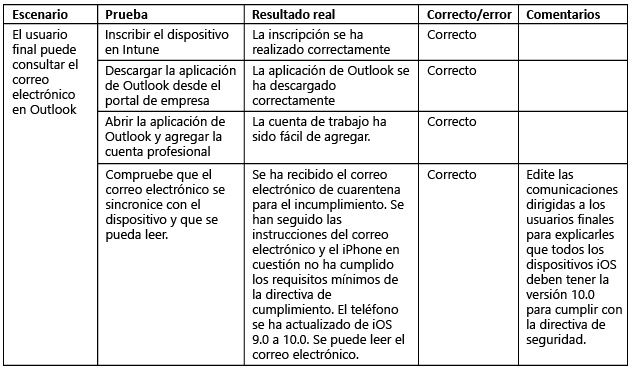 Escenario Prueba Resultado real Correcto/error Comentarios
El usuario
final puede
consultar el
correo
electrónico
en Outlook
Inscribir el dispositivo
en Intune
La inscripción se ha
realizado correctamente
Correcto
Descargar la aplicación
de Outlook desde el
portal de empresa
La aplicación de Outlook se
ha descargado
correctamente
Correcto
Abrir la aplicación de
Outlook y agregar la
cuenta profesional
La cuenta de trabajo ha
sido fácil de agregar.
Correcto
Compruebe que el
correo electrónico se
sincronice con el
dispositivo y que se
pueda leer.
Se ha recibido el correo
electrónico de cuarentena
para el incumplimiento. Se
han seguido las
instrucciones del correo
electrónico y el iPhone en
cuestión no ha cumplido
los requisitos mínimos de
la directiva de
cumplimiento. El teléfono
se ha actualizado de iOS
9.0 a 10.0. Se puede leer el
correo electrónico.
Correcto
Edite las
comunicaciones
dirigidas a los
usuarios finales
para explicarles
que todos los
dispositivos iOS
deben tener la
versión 10.0
para cumplir con
la directiva de
seguridad.